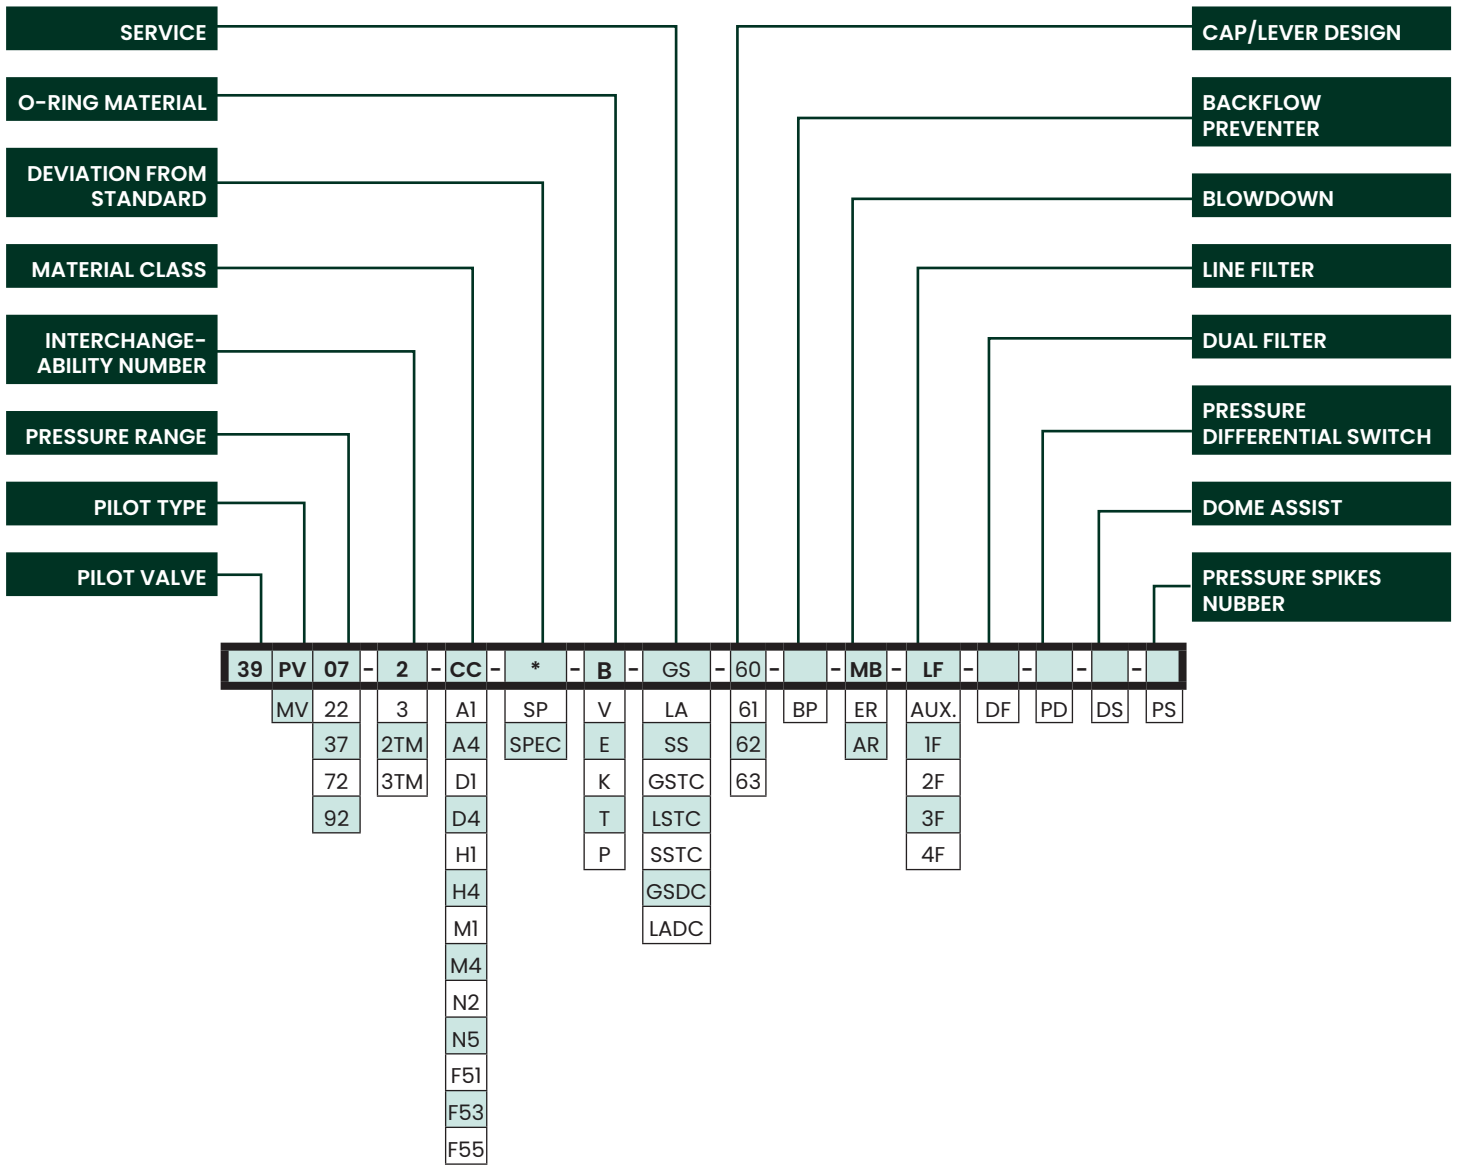 SERVICE
O-RING MATERIAL
DEVIATION FROM
STANDARD
MATERIAL CLASS
INTERCHANGE-
ABILITY NUMBER
PRESSURE RANGE
PILOT TYPE
PILOT VALVE
CAP/LEVER DESIGN
BACKFLOW
PREVENTER
BLOWDOWN
LINE FILTER
DUAL FILTER
PRESSURE
DIFFERENTIAL SWITCH
DOME ASSIST
PRESSURE SPIKES
NUBBER
39 PV 07 - 2 - CC - * - B - GS - 60 - - MB - LF - - - -
MV 22 3 A1 SP V LA 61 BP ER AUX. DF PD DS PS
37 2TM A4 SPEC E SS 62 AR 1F
72 3TM D1 K GSTC 63 2F
92 D4 T LSTC 3F
H1 P SSTC 4F
H4 GSDC
M1 LADC
M4
N2
N5
F51
F53
F55